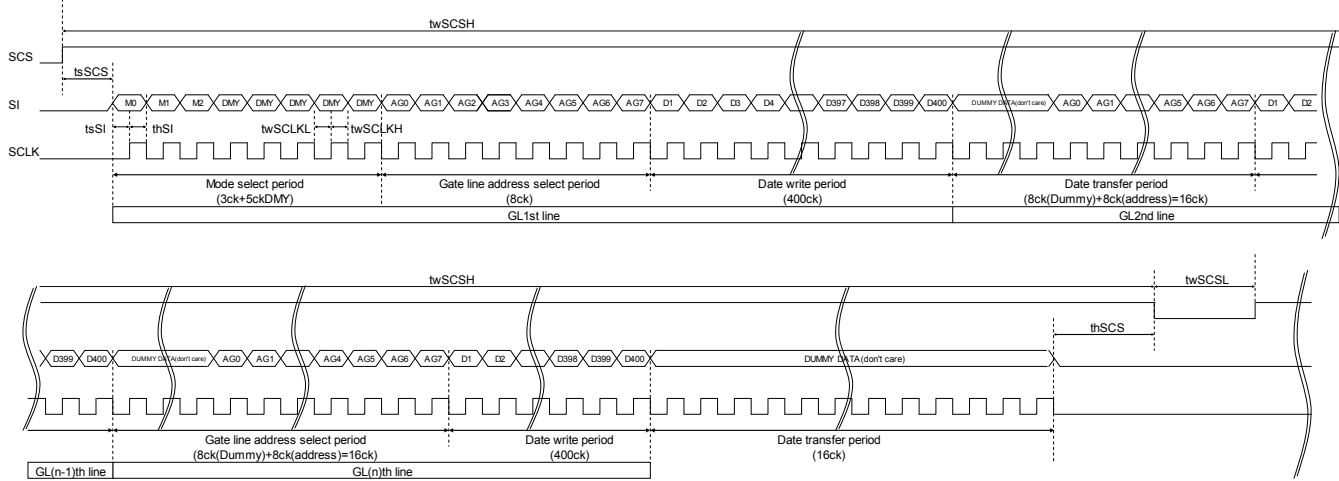 twSCSH
SCS
tsSCS
SI M0 M1 M2 DMY DMY DMY DMY DMY AG0 AG1 AG2 AG3 AG4 AG5 AG6 AG7 D1 D2 D3 D4 D397 D398 D399 D400 DUMMY DATA(don't care) AG0 AG1 AG5 AG6 AG7 D1 D2
tsSI thSI twSCLKL twSCLKH
SCLK
Mode select period Gate line address select period Date write period Date transfer period
(3ck+5ckDMY) (8ck) (400ck) (8ck(Dummy)+8ck(address)=16ck)
GL1st line GL2nd line
twSCSH twSCSL
thSCS
D399 D400 DUMMY DATA(don't care) AG0 AG1 AG4 AG5 AG6 AG7 D1 D2 D398 D399 D400 DUMMY DATA(don't care)
Gate line address select period Date write period Date transfer period
(8ck(Dummy)+8ck(address)=16ck) (400ck) (16ck)
GL(n-1)th line GL(n)th line